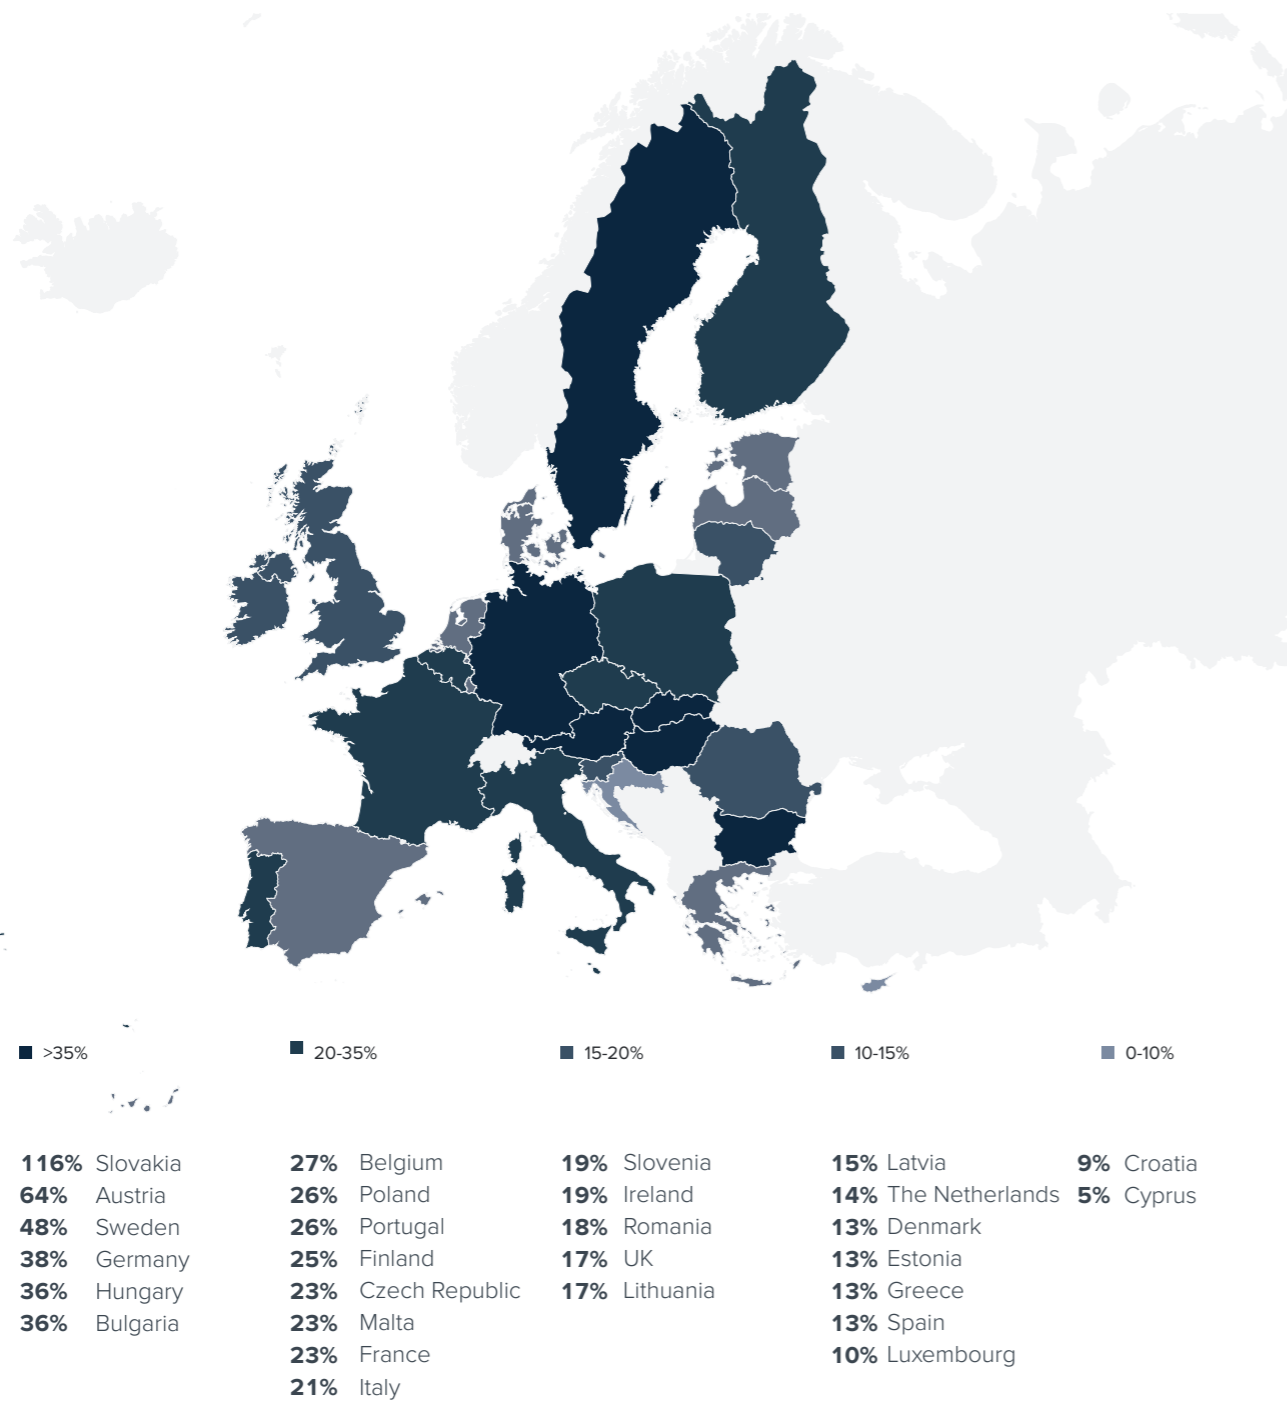 >35%
20-35%
15-20%
10-15%
0-10%
116% Slovakia
64% Austria
48% Sweden
38% Germany
36% Hungary
36% Bulgaria
27% Belgium
26% Poland
26% Portugal
25% Finland
23% Czech Republic
23% Malta
23% France
21% Italy
19% Slovenia
19% Ireland
18% Romania
17% UK
17% Lithuania
15% Latvia
14% The Netherlands
13% Denmark
13% Estonia
13% Greece
13% Spain
10% Luxembourg
9% Croatia
5% Cyprus